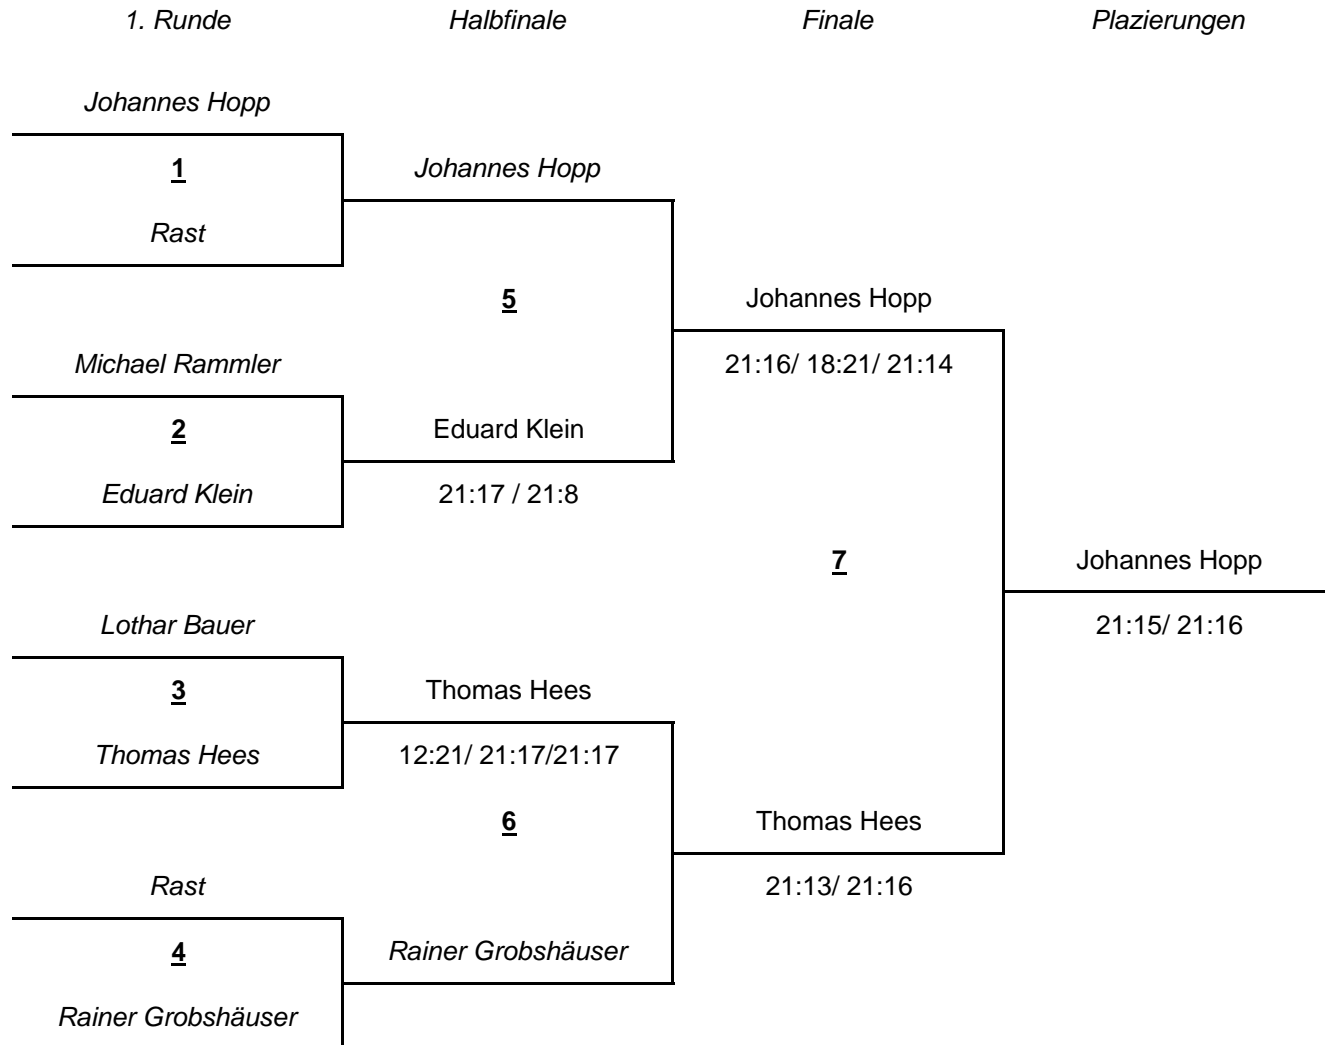 1. Runde Halbfinale Finale Plazierungen
Johannes Hopp
1 Johannes Hopp
Rast
5 Johannes Hopp
Michael Rammler 21:16/ 18:21/ 21:14
2 Eduard Klein
Eduard Klein 21:17 / 21:8
7 Johannes Hopp
Lothar Bauer 21:15/ 21:16
3 Thomas Hees
Thomas Hees 12:21/ 21:17/21:17
6 Thomas Hees
Rast 21:13/ 21:16
4 Rainer Grobshäuser
Rainer Grobshäuser